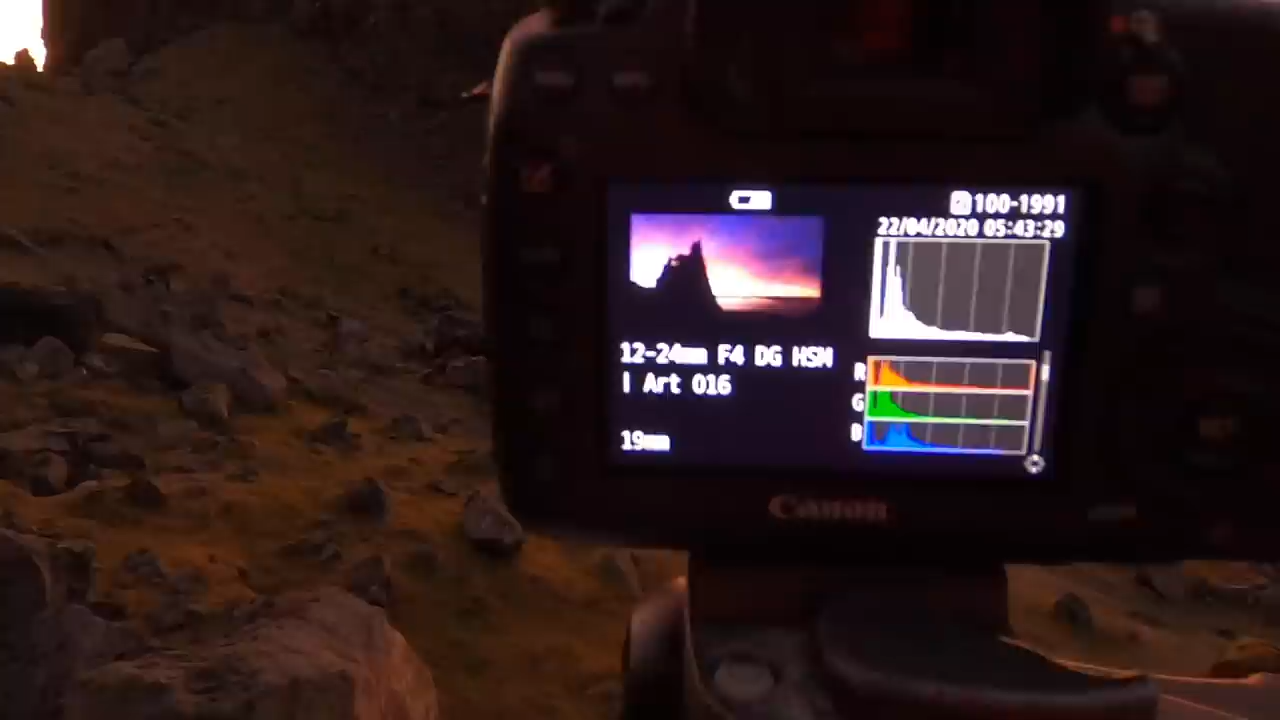 100-1991
22/04/2020 05:43:29
12-24mm F4 DG HSM
| Art 016
19mm
R
G
B
Canon